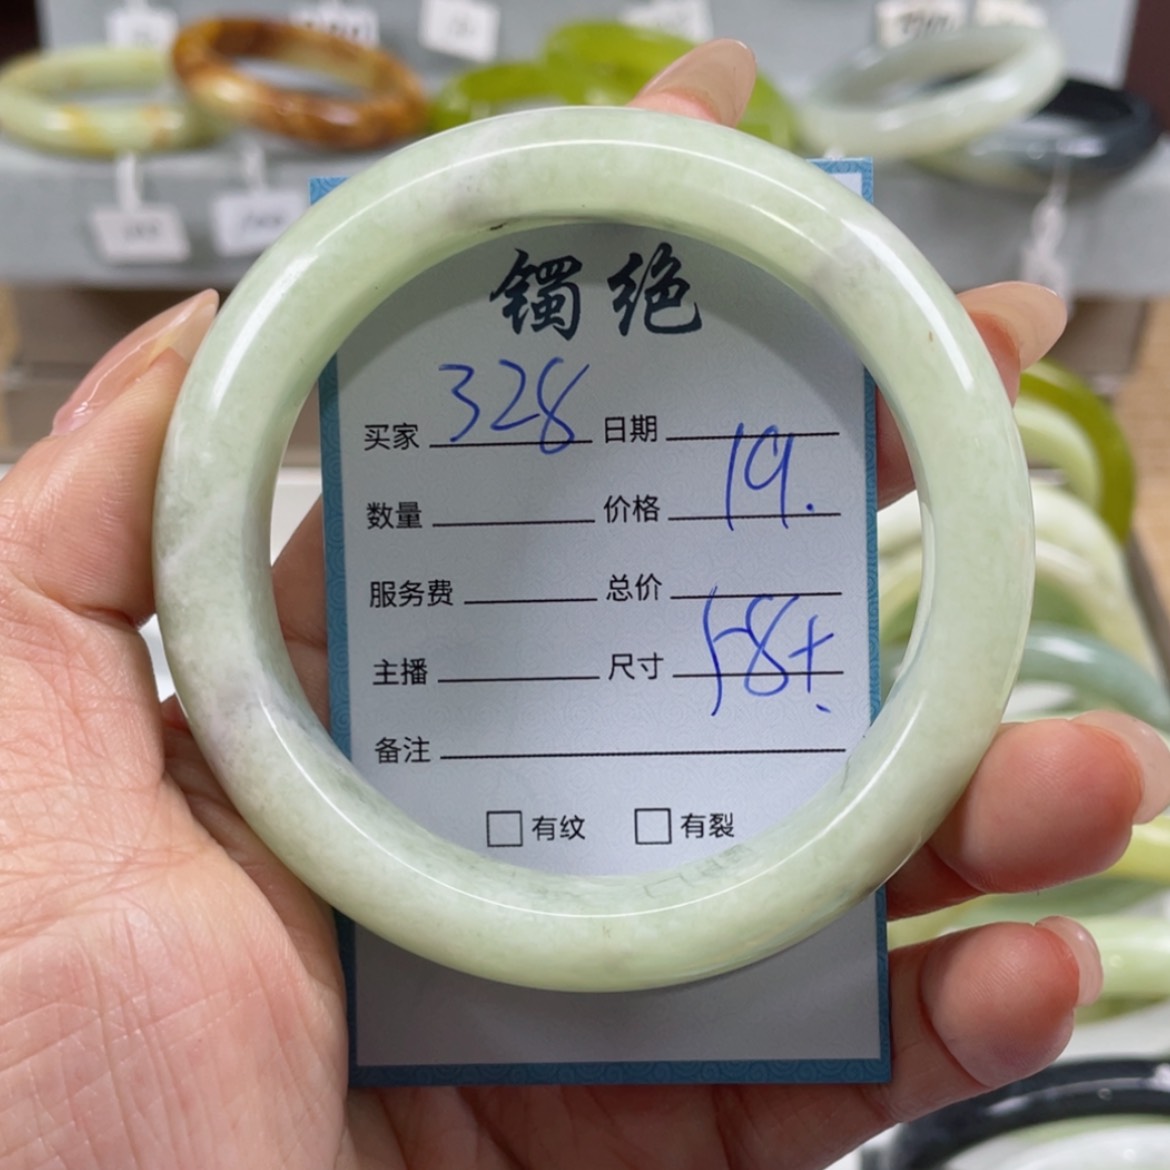 镯绝
买家 328 日期
数量 价格 19.
服务费 总价
主播 尺寸 58+.
备注
有纹 有裂